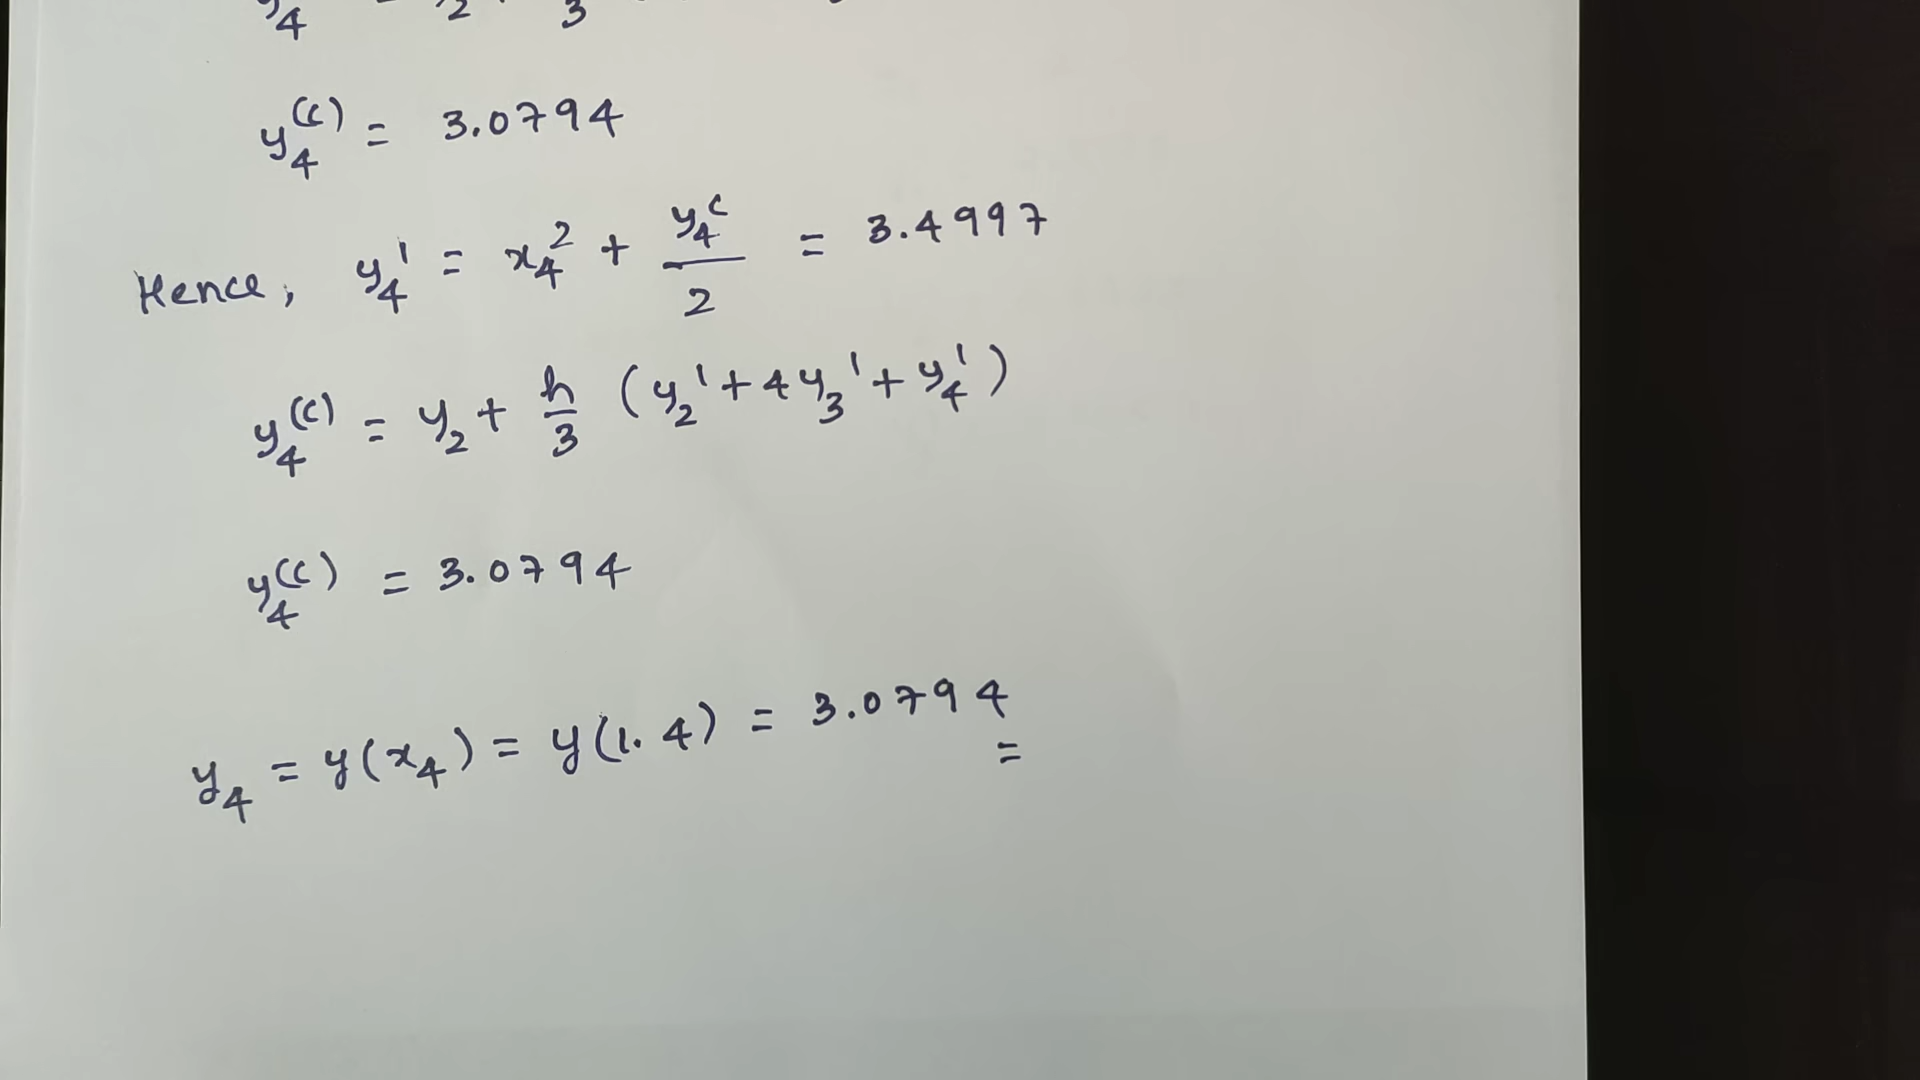 y₄⁽ᶜ⁾ = 3.0794
Hence, y₄' = x₄² + y₄ᶜ/2 = 3.4997
y₄⁽ᶜ⁾ = y₂ + h/3 (y₂' + 4y₃' + y₄')
y₄⁽ᶜ⁾ = 3.0794
y₄ = y(x₄) = y(1.4) = 3.0794
=